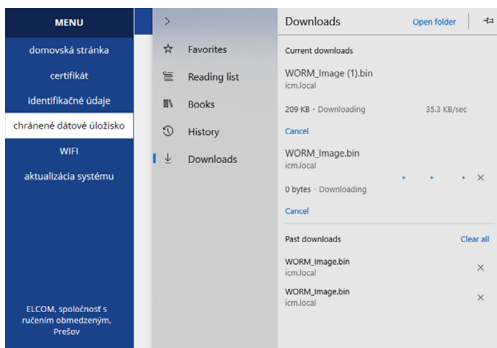 MENU
domovská stránka
certifikát
identifikačné údaje
chránené dátové úložisko
WIFI
aktualizácia systému
ELCOM, spoločnosť s
ručením obmedzeným,
Prešov
Favorites
Reading list
Books
History
Downloads
Downloads
Open folder
Current downloads
WORM_Image (1).bin
icm.local
209 KB - Downloading 35.3 KB/sec
Cancel
WORM_Image.bin
icm.local
0 bytes - Downloading
Cancel
Past downloads Clear all
WORM_Image.bin
icm.local
WORM_Image.bin
icm.local